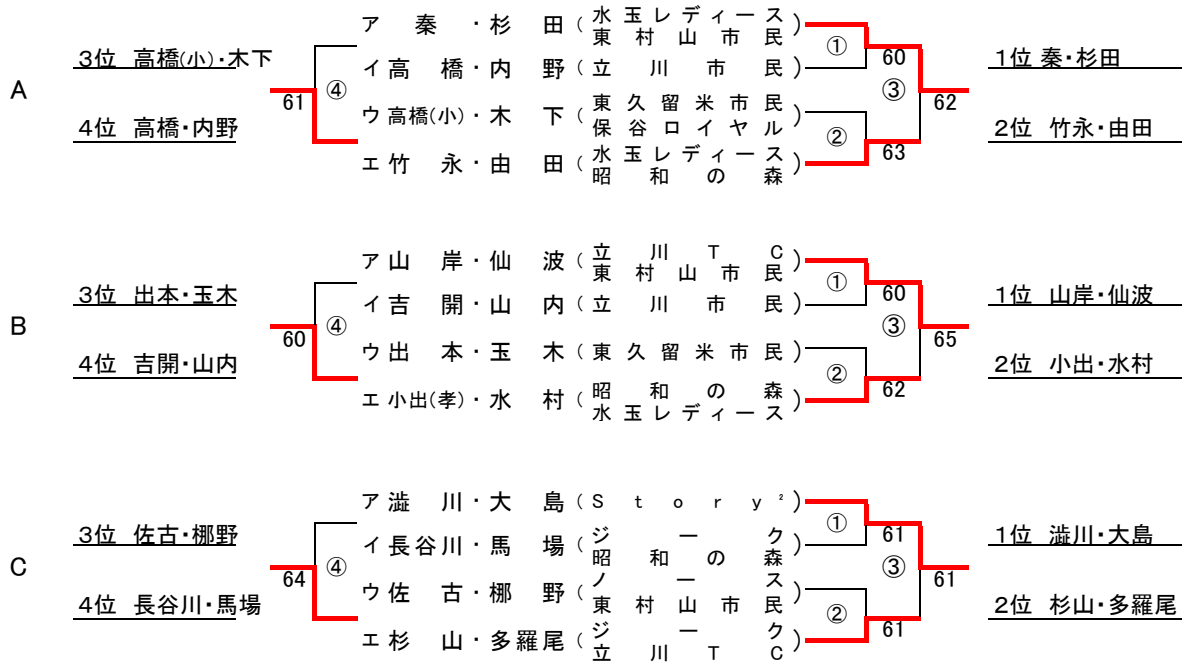 A
3位 高橋(小)・木下
4位 高橋・内野
61
④
ア 秦 ・ 杉 田 ( 水玉レディース
東村山市民 )
イ 高 橋 ・ 内 野 ( 立川市民 )
ウ 高橋(小) ・ 木 下 ( 東久留米市民
保谷ロイヤル )
エ 竹 永 ・ 由 田 ( 水玉レディース
昭和の森 )
①
②
60
③
63
62
1位 秦・杉田
2位 竹永・由田
B
3位 出本・玉木
4位 吉開・山内
60
④
ア 山 岸 ・ 仙 波 ( 立川TC
東村山市民 )
イ 吉 開 ・ 山 内 ( 立川市民 )
ウ 出 本 ・ 玉 木 ( 東久留米市民 )
エ 小出(孝) ・ 水 村 ( 昭和の森
水玉レディース )
①
②
60
③
62
65
1位 山岸・仙波
2位 小出・水村
C
3位 佐古・梛野
4位 長谷川・馬場
64
④
ア 澁 川 ・ 大 島 ( Story² )
イ 長谷川 ・ 馬 場 ( ジーク
昭和の森 )
ウ 佐 古 ・ 梛 野 ( ノース
東村山市民 )
エ 杉 山 ・ 多羅尾 ( ジーク
立川TC )
①
②
61
③
61
61
1位 澁川・大島
2位 杉山・多羅尾